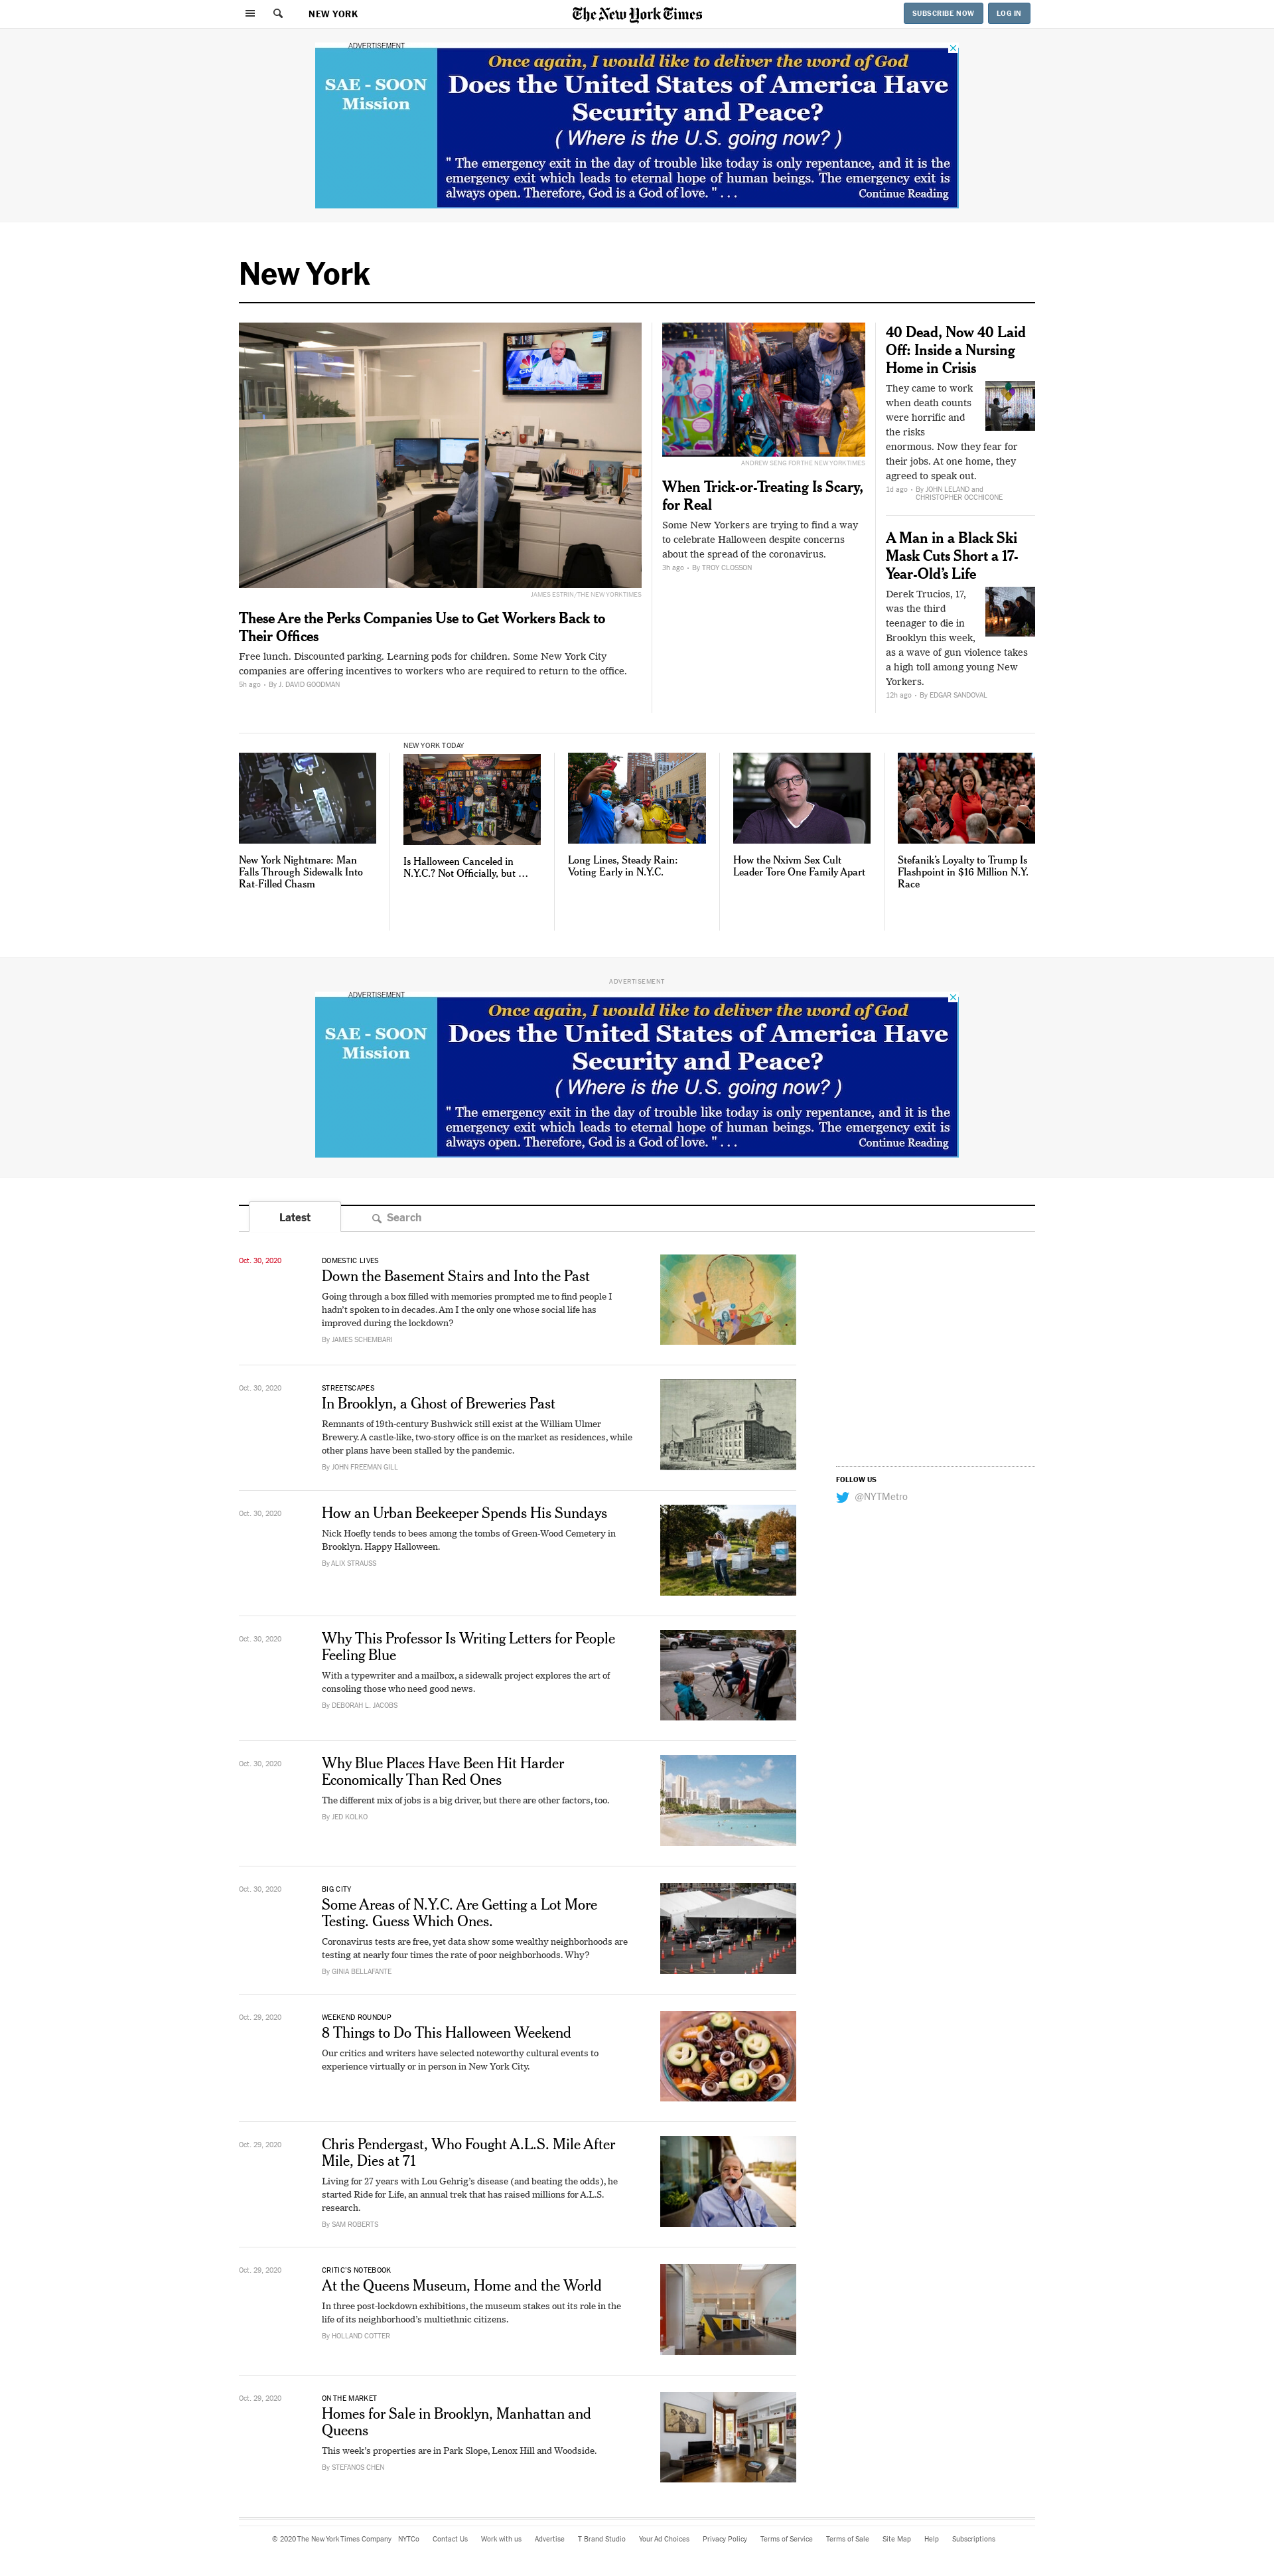 NEW YORK
The New York Times
SUBSCRIBE NOW
LOG IN
ADVERTISEMENT
SAE - SOON
Mission
Once again, I would like to deliver the word of God
Does the United States of America Have
Security and Peace?
( Where is the U.S. going now? )
" The emergency exit in the day of trouble like today is only repentance, and it is the
emergency exit which leads to eternal hope of human beings. The emergency exit is
always open. Therefore, God is a God of love. " . . .
Continue Reading
New York
JAMES ESTRIN/THE NEW YORK TIMES
These Are the Perks Companies Use to Get Workers Back to
Their Offices
Free lunch. Discounted parking. Learning pods for children. Some New York City
companies are offering incentives to workers who are required to return to the office.
5h ago · By J. DAVID GOODMAN
ANDREW SENG FOR THE NEW YORK TIMES
When Trick-or-Treating Is Scary,
for Real
Some New Yorkers are trying to find a way
to celebrate Halloween despite concerns
about the spread of the coronavirus.
3h ago · By TROY CLOSSON
40 Dead, Now 40 Laid
Off: Inside a Nursing
Home in Crisis
They came to work
when death counts
were horrific and
the risks
enormous. Now they fear for
their jobs. At one home, they
agreed to speak out.
1d ago · By JOHN LELAND and
CHRISTOPHER OCCHICONE
A Man in a Black Ski
Mask Cuts Short a 17-
Year-Old's Life
Derek Trucios, 17,
was the third
teenager to die in
Brooklyn this week,
as a wave of gun violence takes
a high toll among young New
Yorkers.
12h ago · By EDGAR SANDOVAL
New York Nightmare: Man
Falls Through Sidewalk Into
Rat-Filled Chasm
NEW YORK TODAY
Is Halloween Canceled in
N.Y.C.? Not Officially, but …
Long Lines, Steady Rain:
Voting Early in N.Y.C.
How the Nxivm Sex Cult
Leader Tore One Family Apart
Stefanik's Loyalty to Trump Is
Flashpoint in $16 Million N.Y.
Race
ADVERTISEMENT
ADVERTISEMENT
SAE - SOON
Mission
Once again, I would like to deliver the word of God
Does the United States of America Have
Security and Peace?
( Where is the U.S. going now? )
" The emergency exit in the day of trouble like today is only repentance, and it is the
emergency exit which leads to eternal hope of human beings. The emergency exit is
always open. Therefore, God is a God of love. " . . .
Continue Reading
Latest
Search
Oct. 30, 2020
DOMESTIC LIVES
Down the Basement Stairs and Into the Past
Going through a box filled with memories prompted me to find people I
hadn't spoken to in decades. Am I the only one whose social life has
improved during the lockdown?
By JAMES SCHEMBARI
Oct. 30, 2020
STREETSCAPES
In Brooklyn, a Ghost of Breweries Past
Remnants of 19th-century Bushwick still exist at the William Ulmer
Brewery. A castle-like, two-story office is on the market as residences, while
other plans have been stalled by the pandemic.
By JOHN FREEMAN GILL
FOLLOW US
@NYTMetro
Oct. 30, 2020
How an Urban Beekeeper Spends His Sundays
Nick Hoefly tends to bees among the tombs of Green-Wood Cemetery in
Brooklyn. Happy Halloween.
By ALIX STRAUSS
Oct. 30, 2020
Why This Professor Is Writing Letters for People
Feeling Blue
With a typewriter and a mailbox, a sidewalk project explores the art of
consoling those who need good news.
By DEBORAH L. JACOBS
Oct. 30, 2020
Why Blue Places Have Been Hit Harder
Economically Than Red Ones
The different mix of jobs is a big driver, but there are other factors, too.
By JED KOLKO
Oct. 30, 2020
BIG CITY
Some Areas of N.Y.C. Are Getting a Lot More
Testing. Guess Which Ones.
Coronavirus tests are free, yet data show some wealthy neighborhoods are
testing at nearly four times the rate of poor neighborhoods. Why?
By GINIA BELLAFANTE
Oct. 29, 2020
WEEKEND ROUNDUP
8 Things to Do This Halloween Weekend
Our critics and writers have selected noteworthy cultural events to
experience virtually or in person in New York City.
Oct. 29, 2020
Chris Pendergast, Who Fought A.L.S. Mile After
Mile, Dies at 71
Living for 27 years with Lou Gehrig's disease (and beating the odds), he
started Ride for Life, an annual trek that has raised millions for A.L.S.
research.
By SAM ROBERTS
Oct. 29, 2020
CRITIC'S NOTEBOOK
At the Queens Museum, Home and the World
In three post-lockdown exhibitions, the museum stakes out its role in the
life of its neighborhood's multiethnic citizens.
By HOLLAND COTTER
Oct. 29, 2020
ON THE MARKET
Homes for Sale in Brooklyn, Manhattan and
Queens
This week's properties are in Park Slope, Lenox Hill and Woodside.
By STEFANOS CHEN
© 2020 The New York Times Company NYTCo Contact Us Work with us Advertise T Brand Studio Your Ad Choices Privacy Policy Terms of Service Terms of Sale Site Map Help Subscriptions